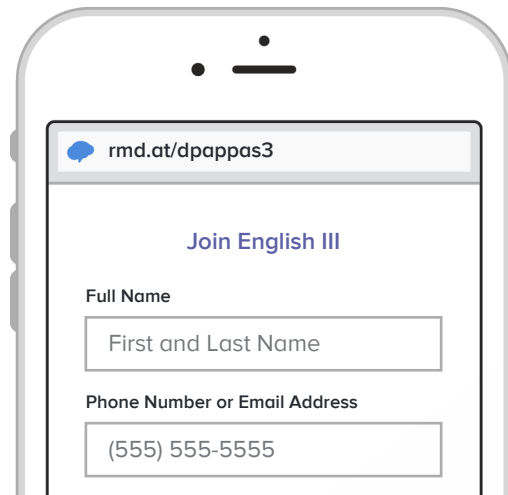 rmd.at/dpappas3
Join English III
Full Name
First and Last Name
Phone Number or Email Address
(555) 555-5555